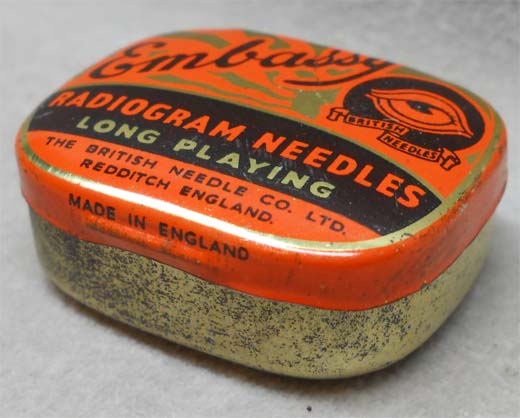 Embassy
BRITISH
NEEDLES
RADIOGRAM NEEDLES
LONG PLAYING
THE BRITISH NEEDLE CO. LTD.
REDDITCH ENGLAND.
MADE IN ENGLAND